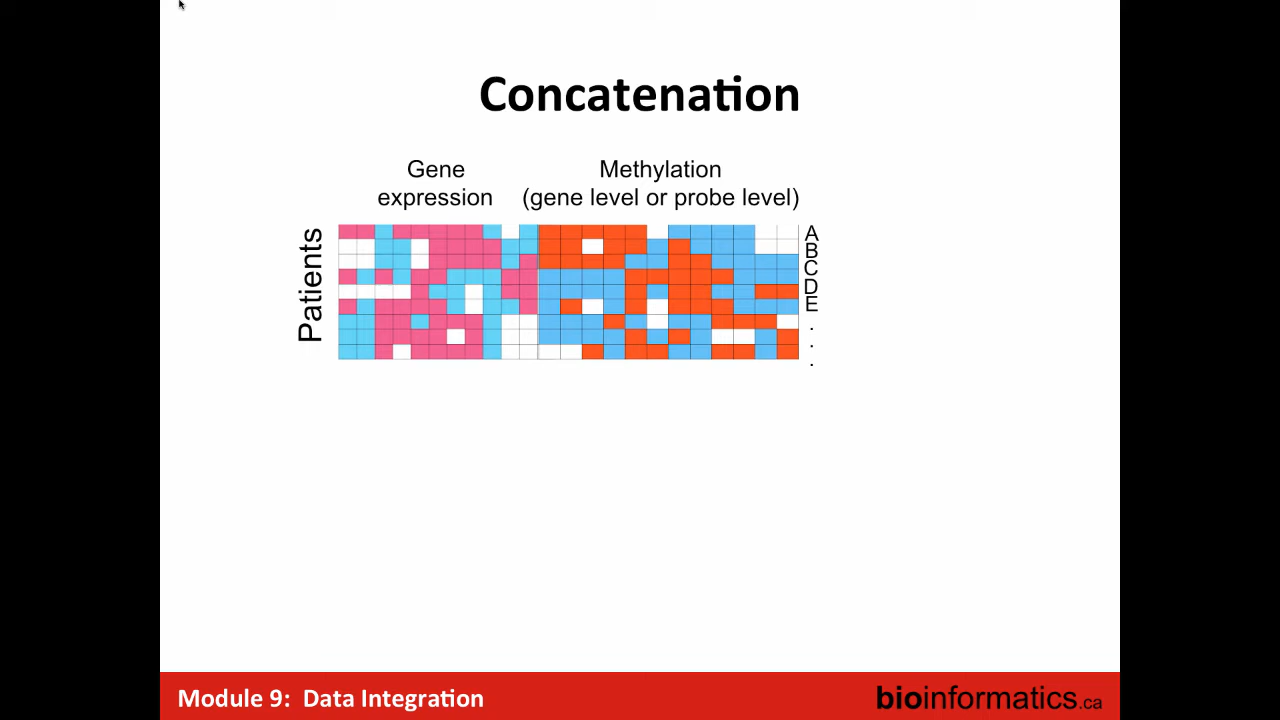 Concatenation
Gene
expression
Methylation
(gene level or probe level)
Patients
A
B
C
D
E
.
.
.
Module 9: Data Integration
bioinformatics.ca